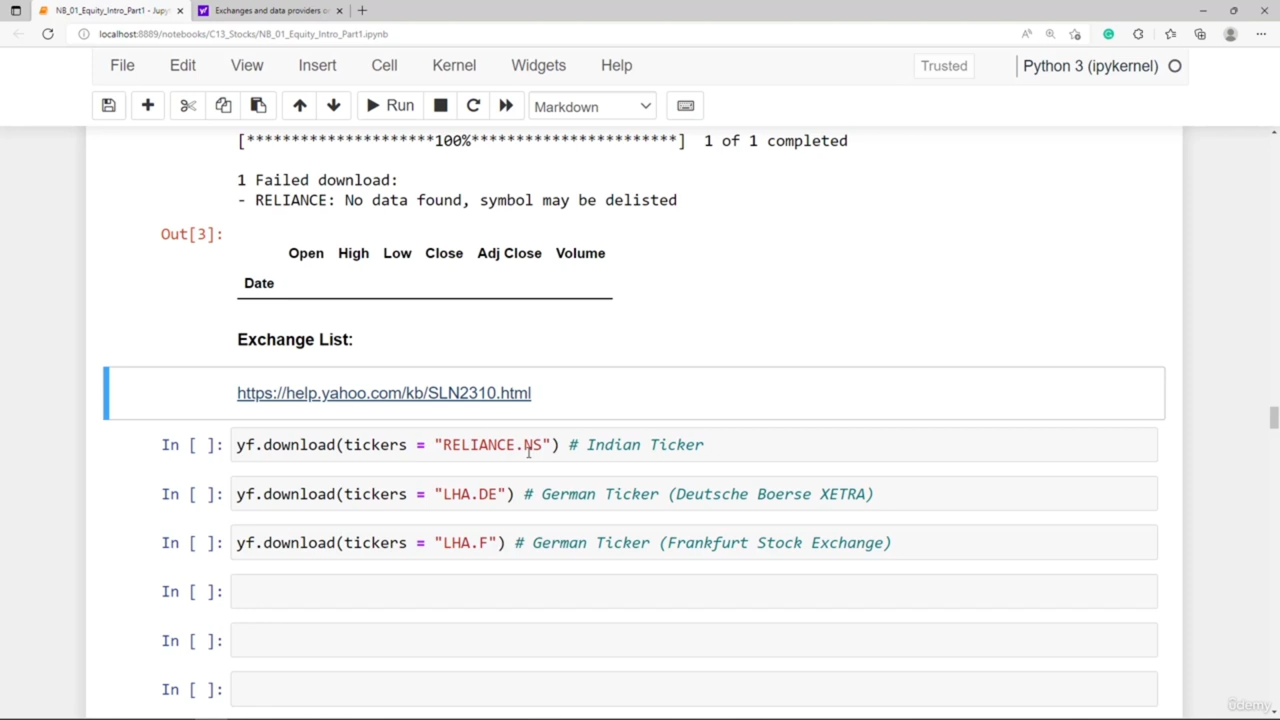 NB_01_Equity_Intro_Part1 - Jupyt
Exchanges and data providers o
localhost:8889/notebooks/C13_Stocks/NB_01_Equity_Intro_Part1.ipynb
File Edit View Insert Cell Kernel Widgets Help Trusted Python 3 (ipykernel)
Run Markdown
[*********************100%***********************] 1 of 1 completed
1 Failed download:
- RELIANCE: No data found, symbol may be delisted
Out[3]:
Open High Low Close Adj Close Volume
Date
Exchange List:
https://help.yahoo.com/kb/SLN2310.html
In [ ]: yf.download(tickers = "RELIANCE.NS") # Indian Ticker
In [ ]: yf.download(tickers = "LHA.DE") # German Ticker (Deutsche Boerse XETRA)
In [ ]: yf.download(tickers = "LHA.F") # German Ticker (Frankfurt Stock Exchange)
In [ ]:
In [ ]:
In [ ]:
ûdemy